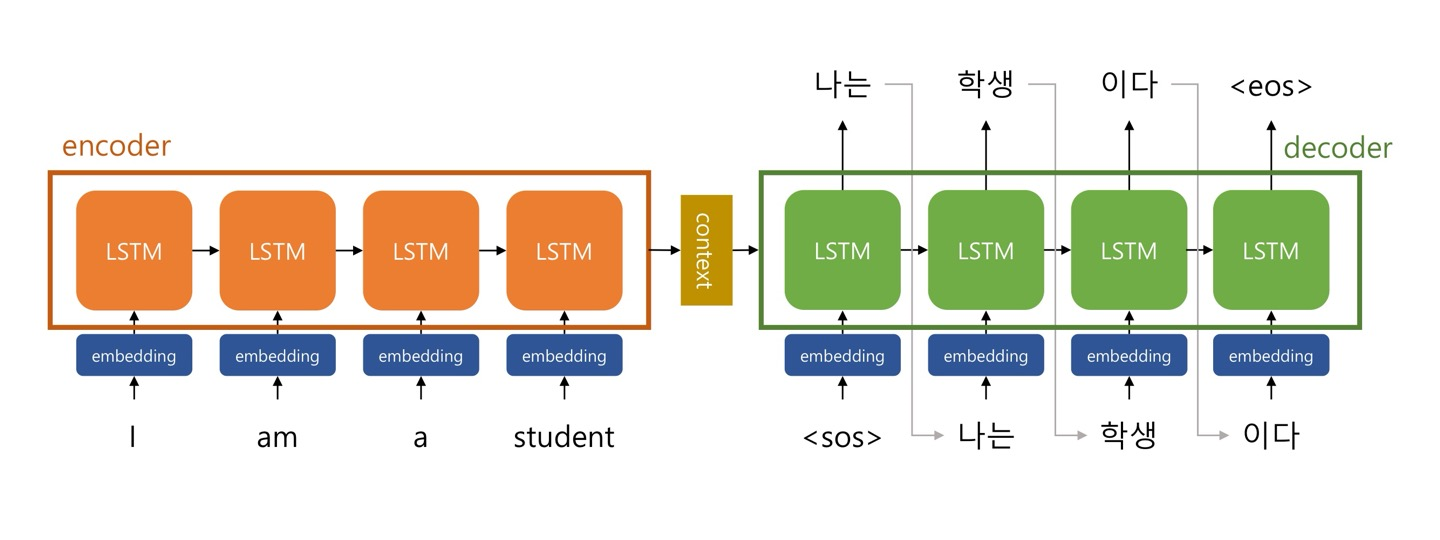 나는 학생 이다 <eos>
encoder
decoder
LSTM LSTM LSTM LSTM
context
LSTM LSTM LSTM LSTM
embedding embedding embedding embedding
embedding embedding embedding embedding
I am a student
<sos> 나는 학생 이다